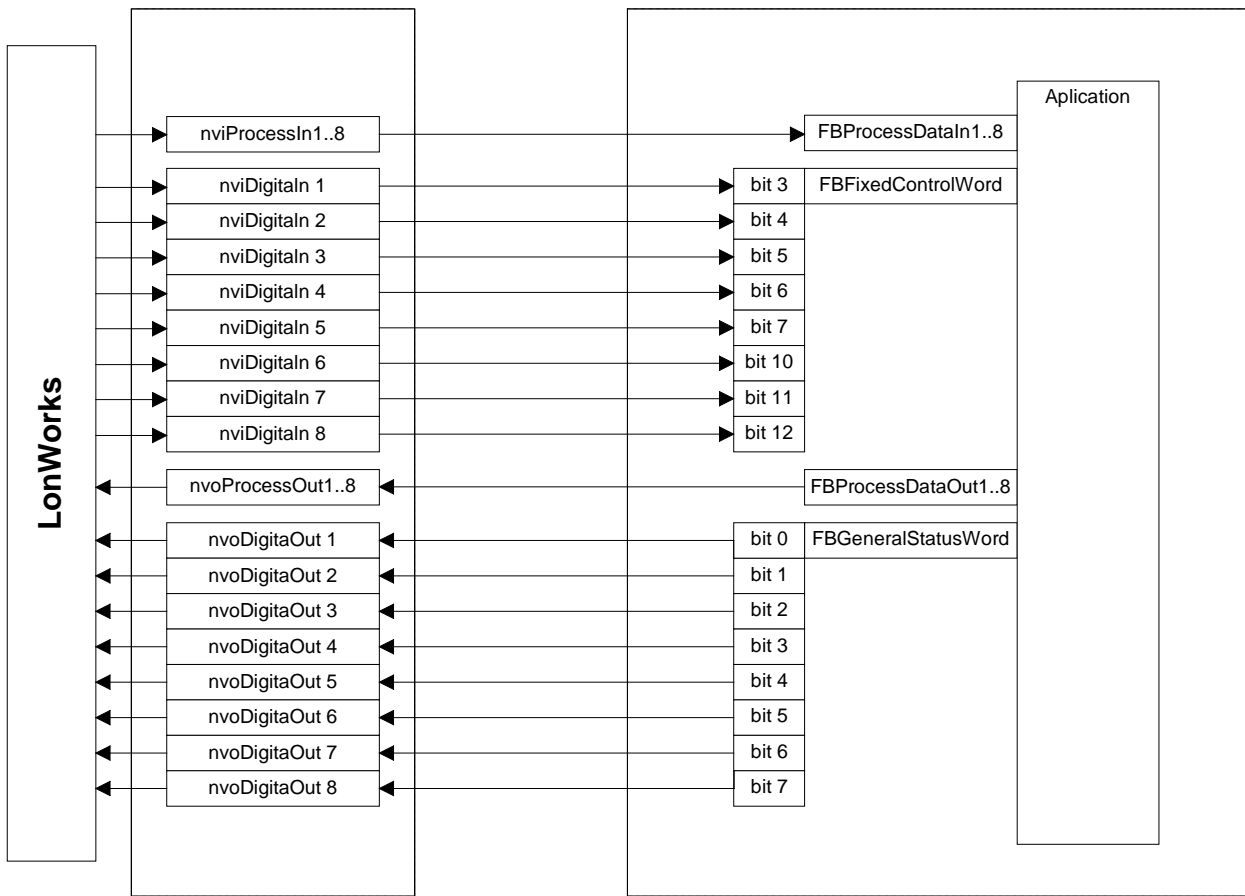 LonWorks
Aplication
nviProcessIn1..8
FBProcessDataIn1..8
nviDigitaIn 1
bit 3
FBFixedControlWord
nviDigitaIn 2
bit 4
nviDigitaIn 3
bit 5
nviDigitaIn 4
bit 6
nviDigitaIn 5
bit 7
nviDigitaIn 6
bit 10
nviDigitaIn 7
bit 11
nviDigitaIn 8
bit 12
nvoProcessOut1..8
FBProcessDataOut1..8
nvoDigitaOut 1
bit 0
FBGeneralStatusWord
nvoDigitaOut 2
bit 1
nvoDigitaOut 3
bit 2
nvoDigitaOut 4
bit 3
nvoDigitaOut 5
bit 4
nvoDigitaOut 6
bit 5
nvoDigitaOut 7
bit 6
nvoDigitaOut 8
bit 7